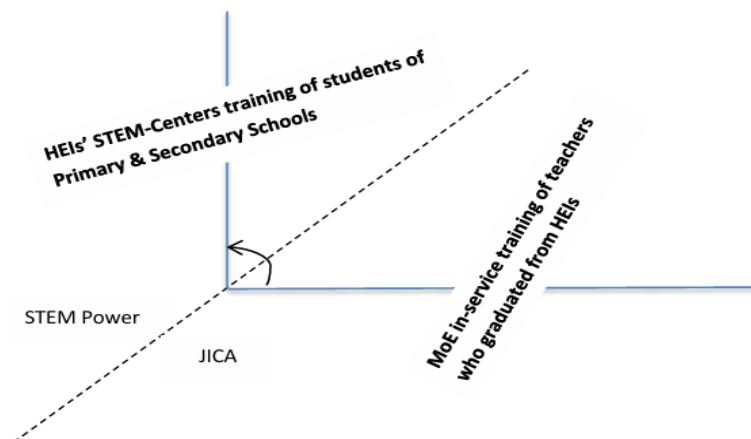 HEIs' STEM-Centers training of students of
Primary & Secondary Schools
MoE in-service training of teachers
who graduated from HEIs
STEM Power
JICA